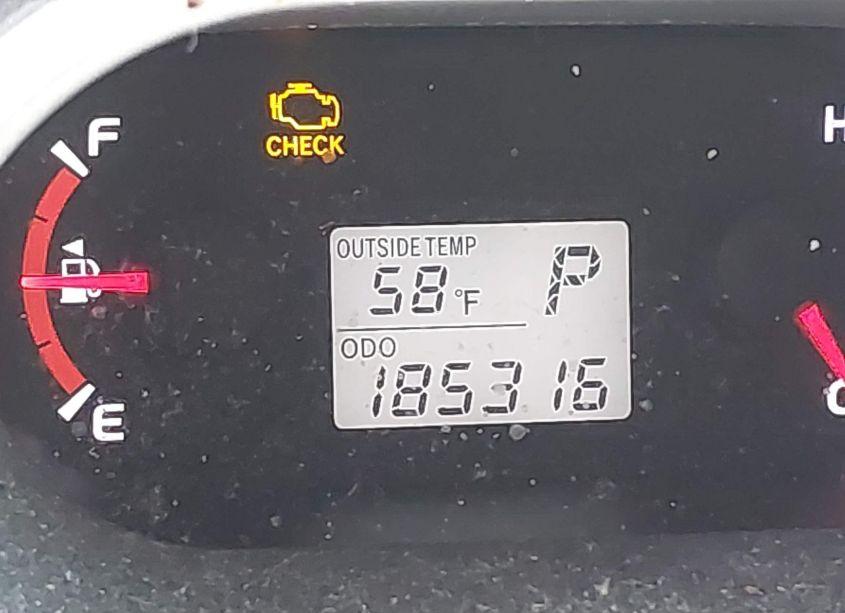 F
CHECK
H
OUTSIDE TEMP
58 °F
P
ODO
185316
E